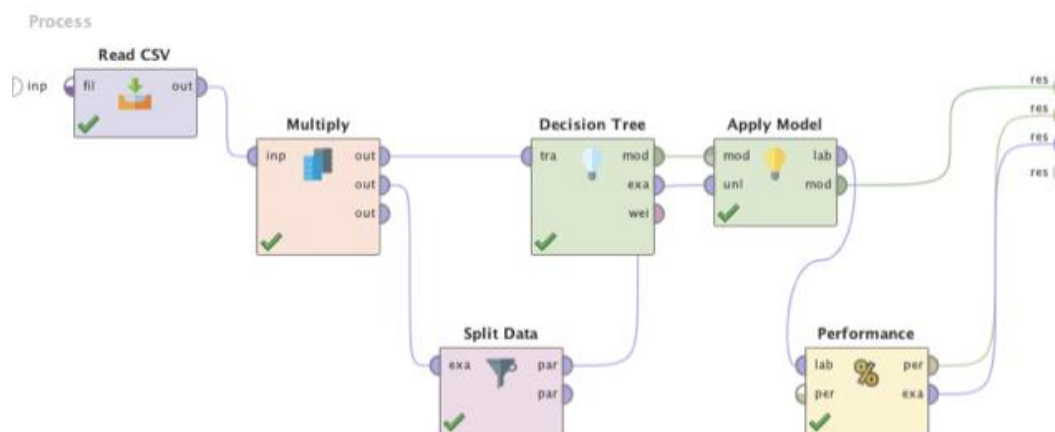 Process
Read CSV
inp
fil
out
Multiply
inp
out
out
out
Decision Tree
tra
mod
exa
wei
Apply Model
mod
lab
unl
mod
res
res
res
res
Split Data
exa
par
par
Performance
lab
per
%
per
exa